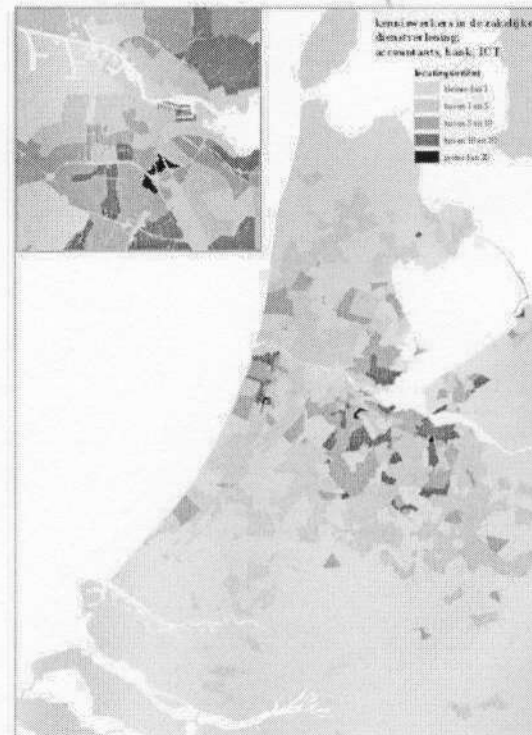 kenniswerkers in de zakelijke
dienstverlening:
accountants, bank, ICT
locatiequotiënt
kleiner dan 1
tussen 1 en 5
tussen 5 en 10
tussen 10 en 20
groter dan 20